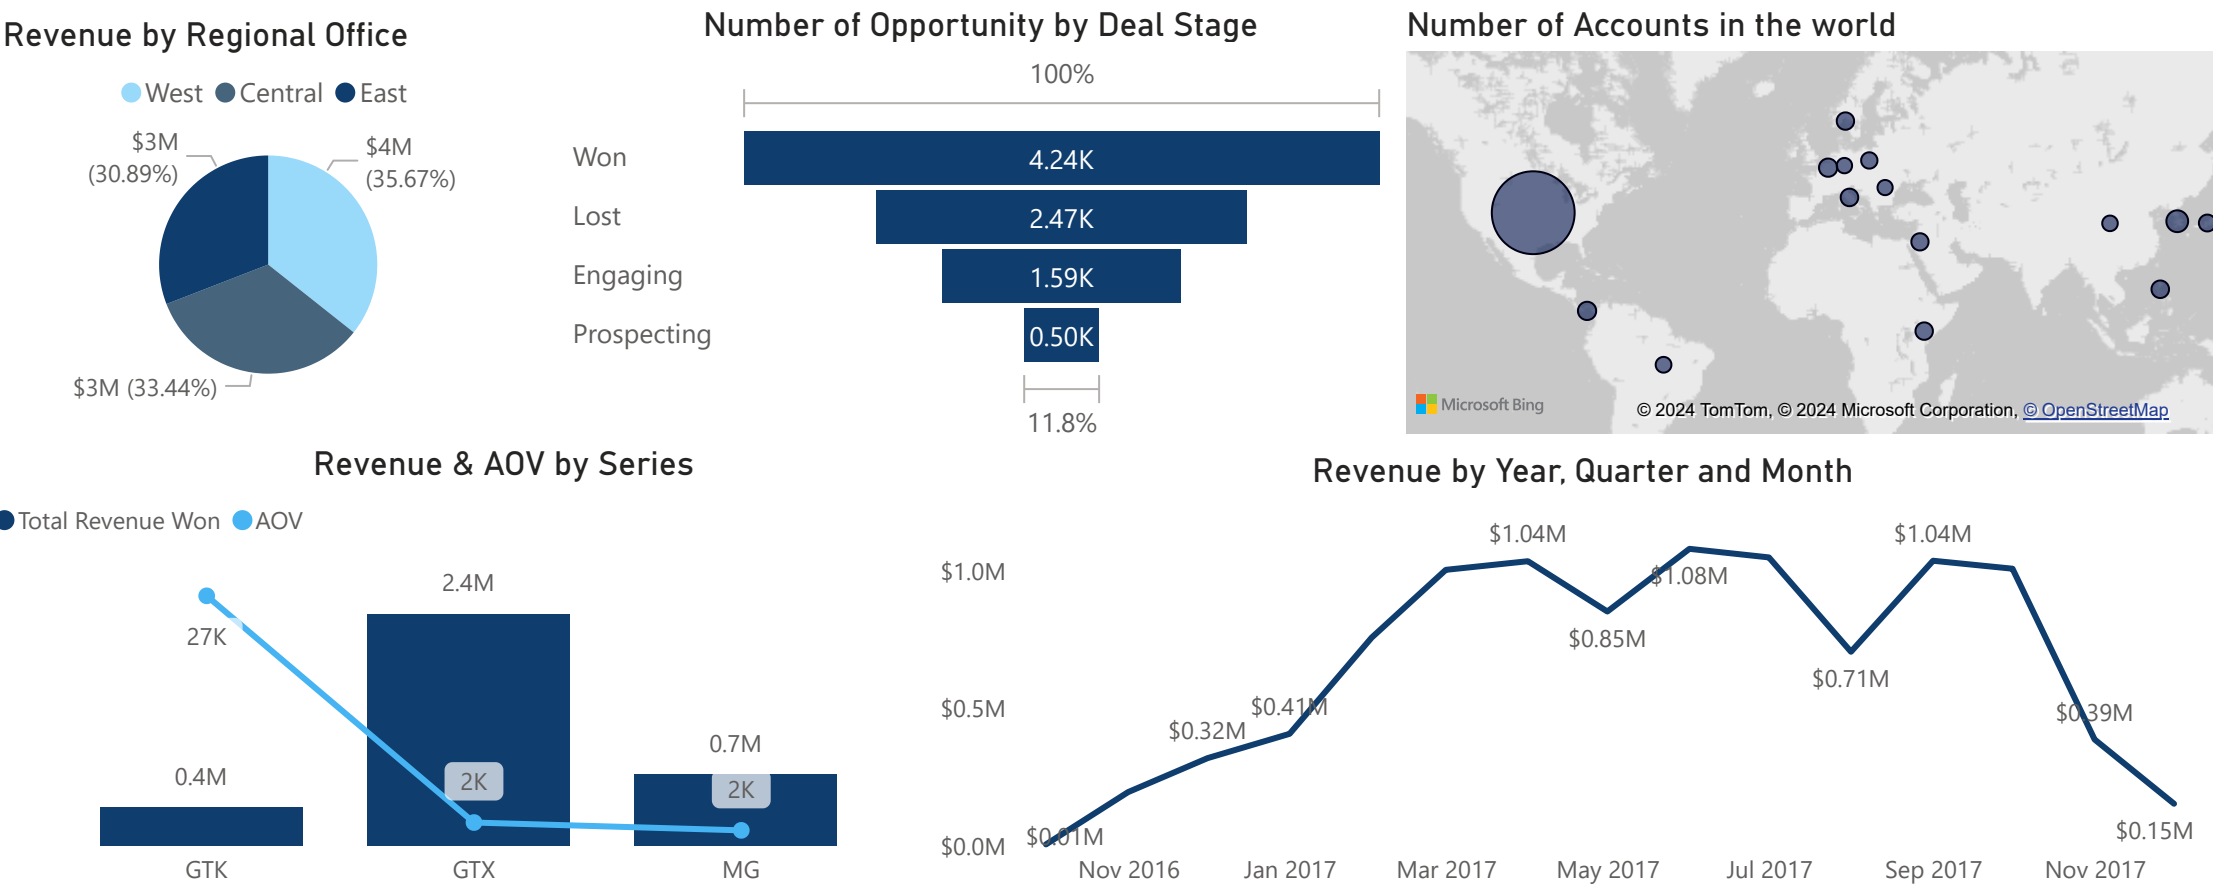 Revenue by Regional Office
West Central East
$3M
(30.89%)
$4M
(35.67%)
$3M (33.44%)
Number of Opportunity by Deal Stage
100%
Won 4.24K
Lost 2.47K
Engaging 1.59K
Prospecting 0.50K
11.8%
Number of Accounts in the world
Microsoft Bing
© 2024 TomTom, © 2024 Microsoft Corporation, © OpenStreetMap
Revenue & AOV by Series
Total Revenue Won AOV
27K
0.4M
2.4M
2K
0.7M
2K
GTK GTX MG
Revenue by Year, Quarter and Month
$1.0M
$0.5M
$0.0M
$0.01M
$0.32M
$0.41M
$1.04M
$0.85M
$1.08M
$0.71M
$1.04M
$0.39M
$0.15M
Nov 2016 Jan 2017 Mar 2017 May 2017 Jul 2017 Sep 2017 Nov 2017